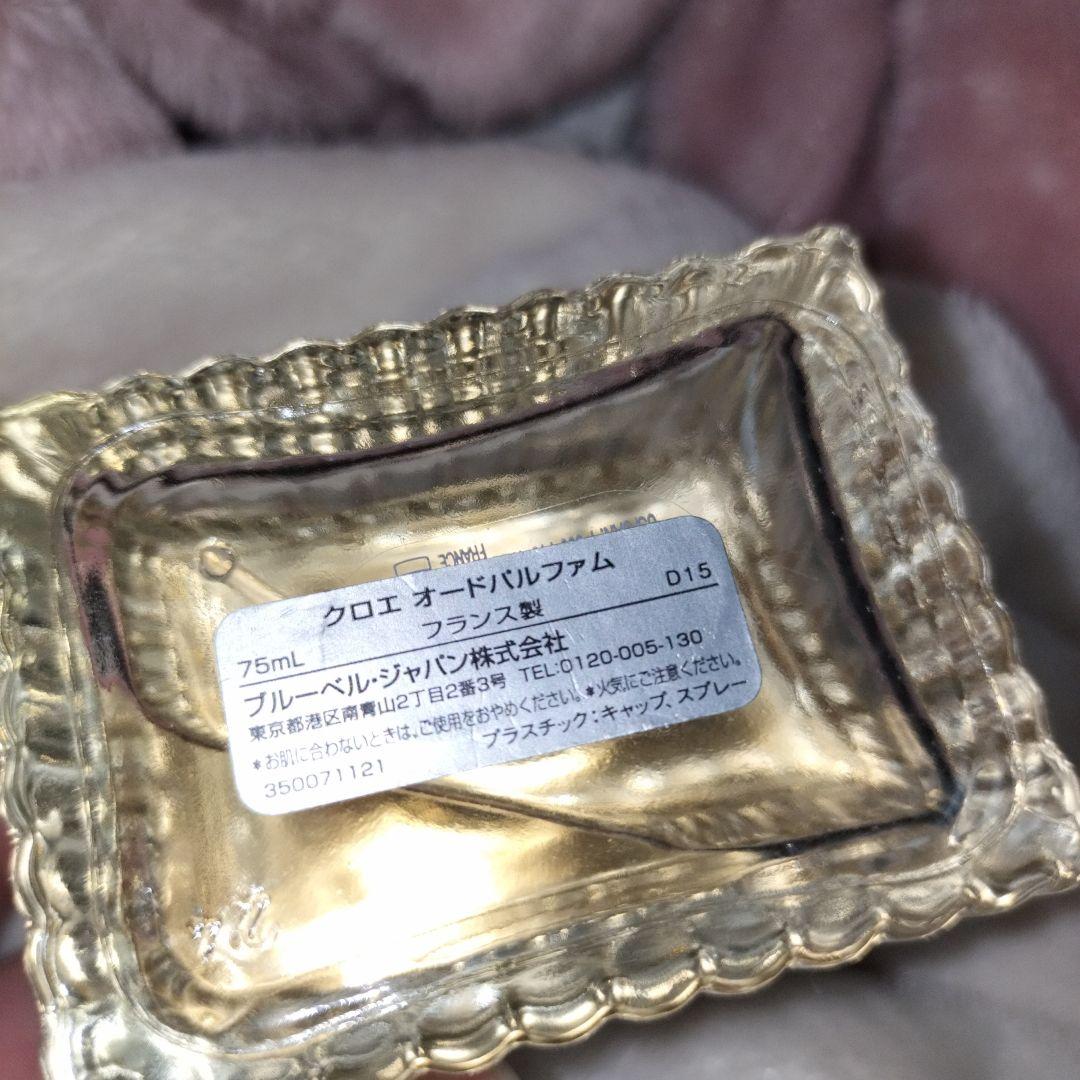 クロエ オードパルファム
フランス製 D15
75mL
ブルーベル・ジャパン株式会社
東京都港区南青山2丁目2番3号 TEL:0120-005-130
*お肌に合わないときは、ご使用をおやめください。*火気にご注意ください。
プラスチック:キャップ、スプレー
350071121
FRANCE